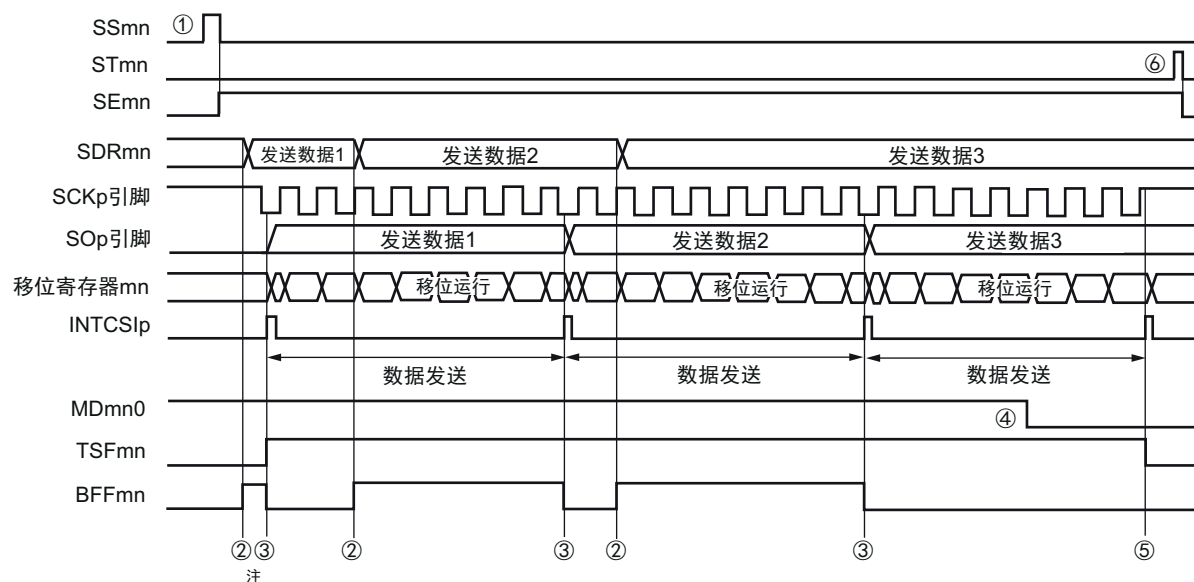 SSmn ①
STmn ⑥
SEmn
SDRmn 发送数据1 发送数据2 发送数据3
SCKp引脚
SOp引脚 发送数据1 发送数据2 发送数据3
移位寄存器mn 移位运行 移位运行 移位运行
INTCSIp
数据发送 数据发送 数据发送
MDmn0 ④
TSFmn
BFFmn
②③ ② ③ ② ③ ⑤
注